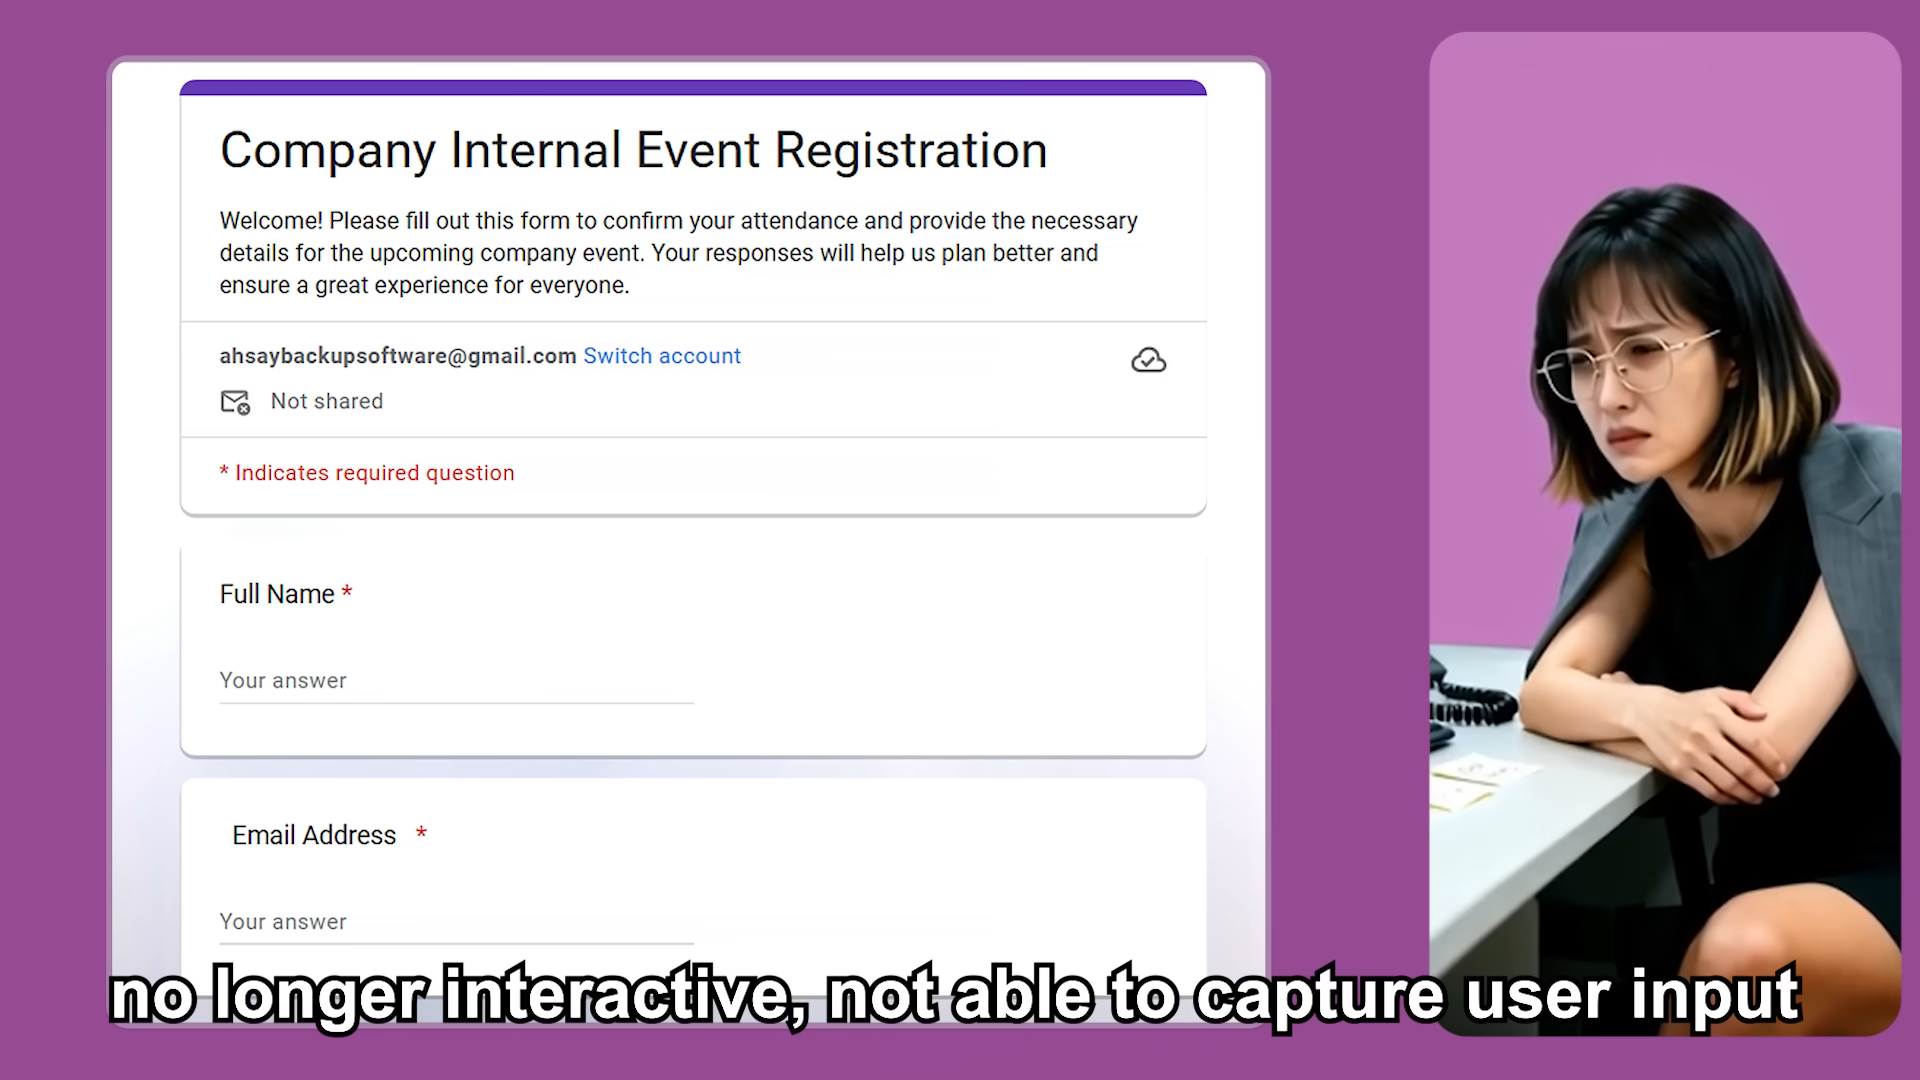 Company Internal Event Registration
Welcome! Please fill out this form to confirm your attendance and provide the necessary
details for the upcoming company event. Your responses will help us plan better and
ensure a great experience for everyone.
ahsaybackupsoftware@gmail.com Switch account
Not shared
* Indicates required question
Full Name *
Your answer
Email Address *
Your answer
no longer interactive, not able to capture user input